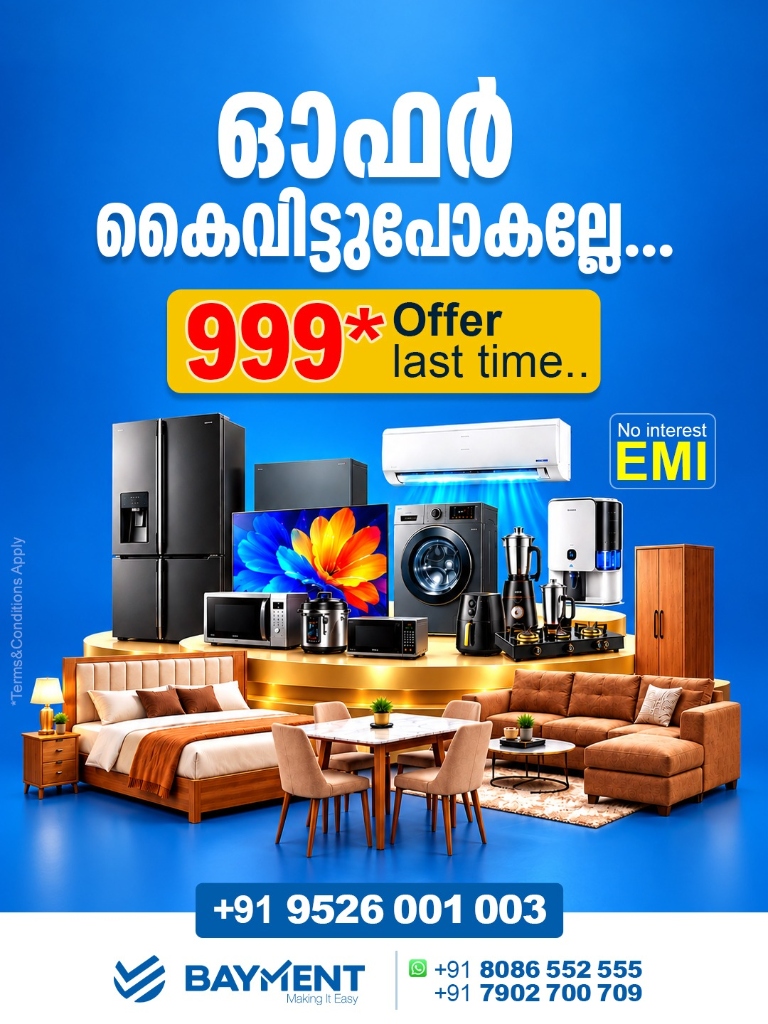 ഓഫർ
കൈവിട്ടുപോകല്ലേ...
999* Offer
last time..
No interest
EMI
*Terms&Conditions Apply
+91 9526 001 003
BAYMENT
Making It Easy
+91 8086 552 555
+91 7902 700 709